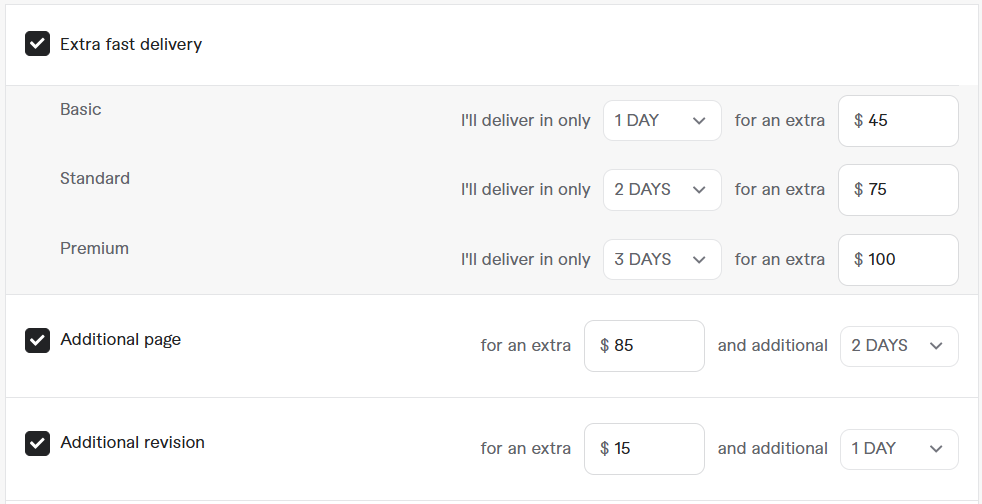 Extra fast delivery
Basic I'll deliver in only 1 DAY for an extra $ 45
Standard I'll deliver in only 2 DAYS for an extra $ 75
Premium I'll deliver in only 3 DAYS for an extra $ 100
Additional page for an extra $ 85 and additional 2 DAYS
Additional revision for an extra $ 15 and additional 1 DAY